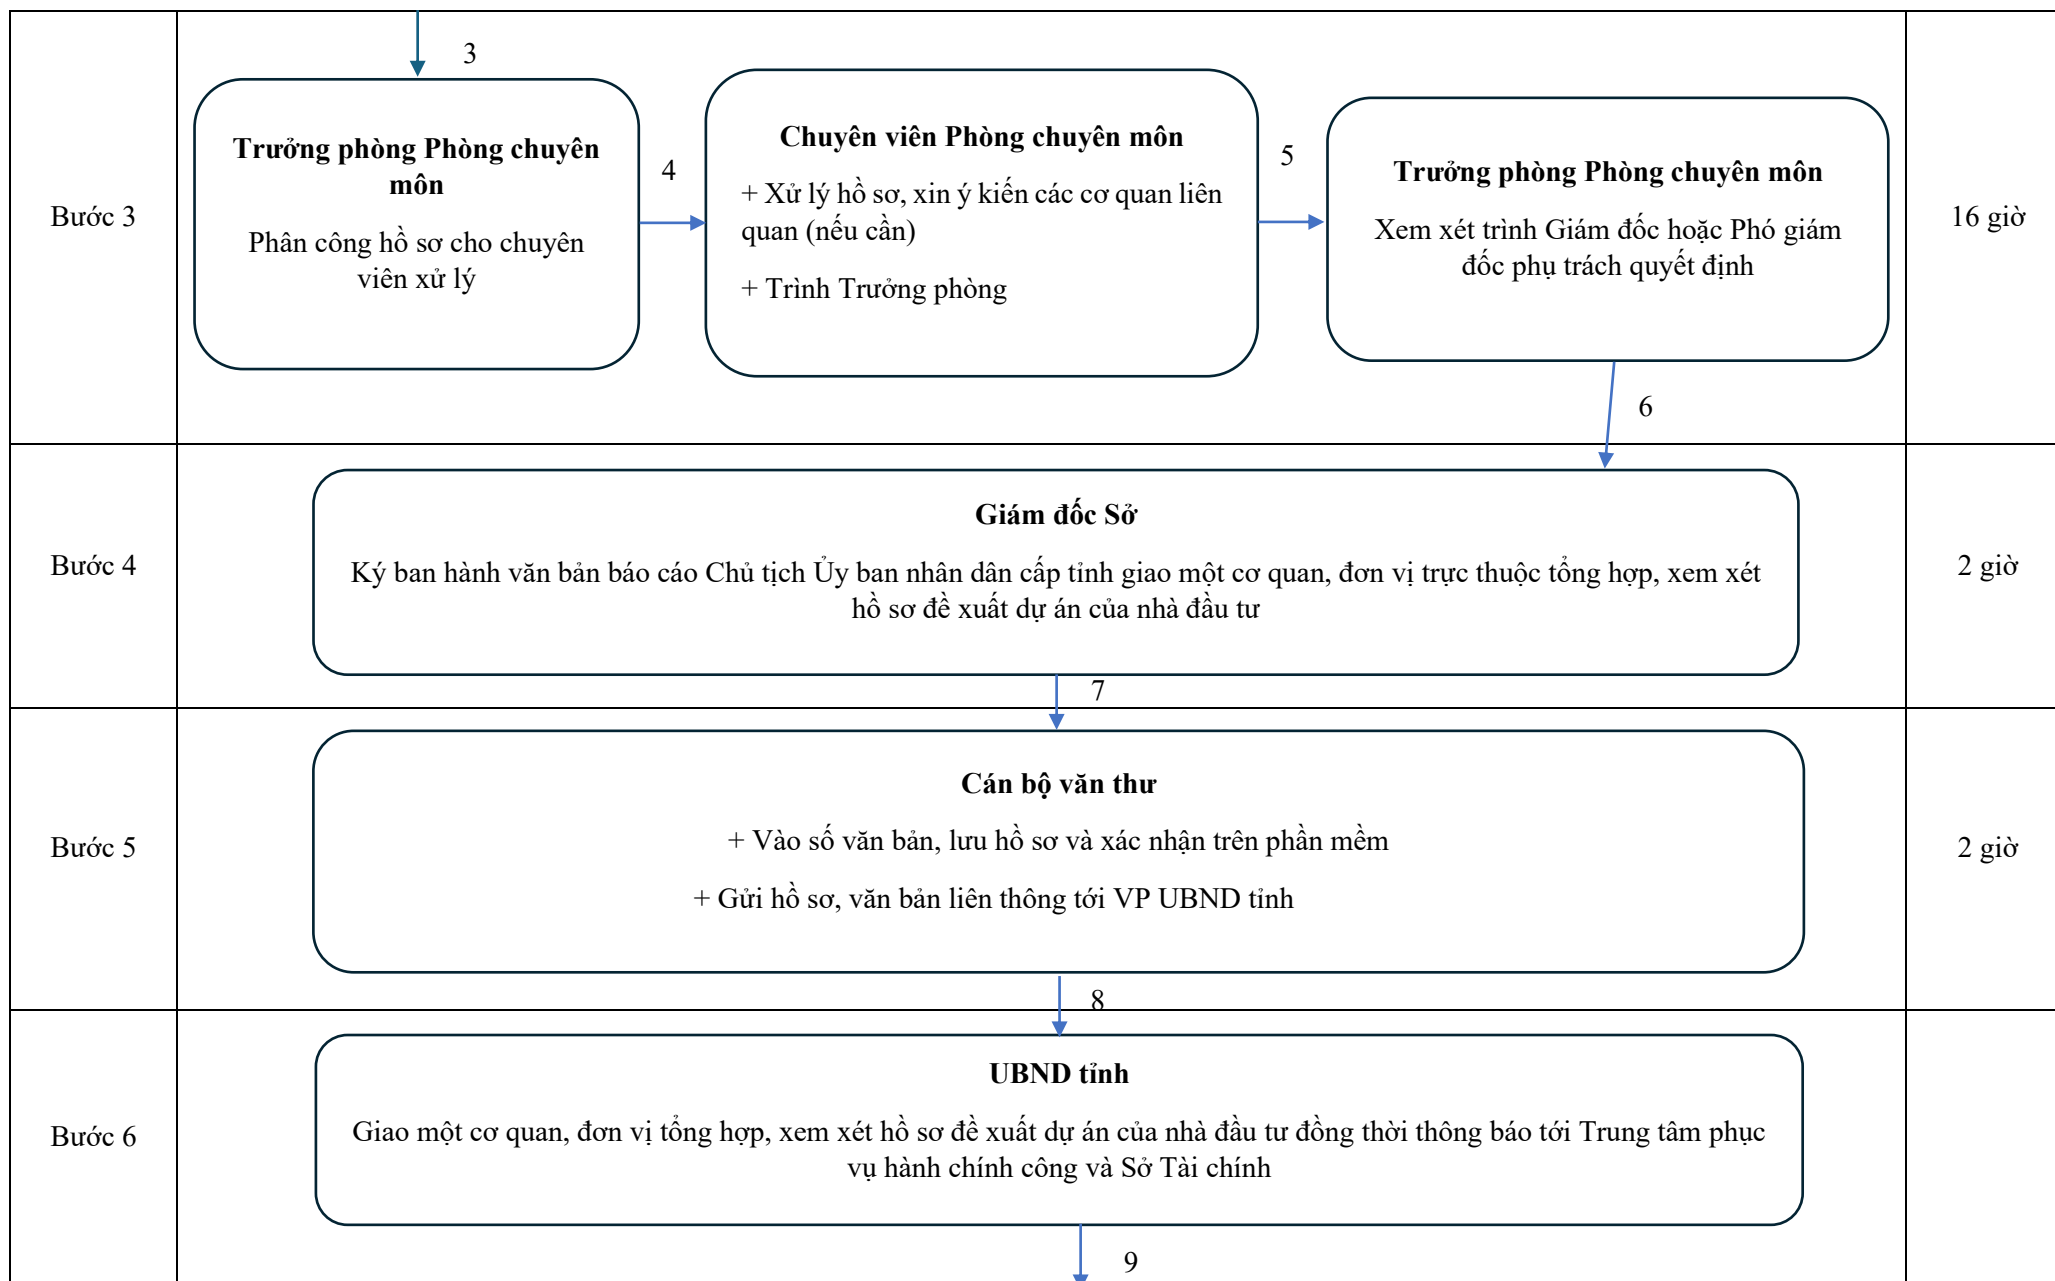 3
Trưởng phòng Phòng chuyên
môn
Phân công hồ sơ cho chuyên
viên xử lý
4
Chuyên viên Phòng chuyên môn
+ Xử lý hồ sơ, xin ý kiến các cơ quan liên
quan (nếu cần)
+ Trình Trưởng phòng
5
Trưởng phòng Phòng chuyên môn
Xem xét trình Giám đốc hoặc Phó giám
đốc phụ trách quyết định
Bước 3
16 giờ
6
Giám đốc Sở
Bước 4
Ký ban hành văn bản báo cáo Chủ tịch Ủy ban nhân dân cấp tỉnh giao một cơ quan, đơn vị trực thuộc tổng hợp, xem xét
hồ sơ đề xuất dự án của nhà đầu tư
2 giờ
7
Cán bộ văn thư
Bước 5
+ Vào số văn bản, lưu hồ sơ và xác nhận trên phần mềm
+ Gửi hồ sơ, văn bản liên thông tới VP UBND tỉnh
2 giờ
8
UBND tỉnh
Bước 6
Giao một cơ quan, đơn vị tổng hợp, xem xét hồ sơ đề xuất dự án của nhà đầu tư đồng thời thông báo tới Trung tâm phục
vụ hành chính công và Sở Tài chính
9